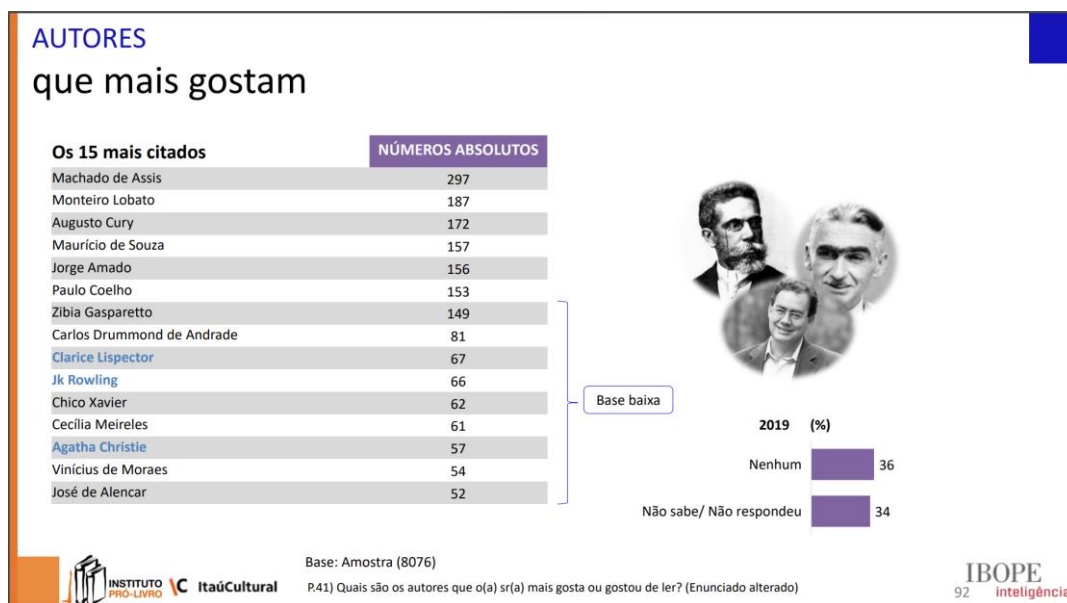 AUTORES
que mais gostam
Os 15 mais citados NÚMEROS ABSOLUTOS
Machado de Assis 297
Monteiro Lobato 187
Augusto Cury 172
Maurício de Souza 157
Jorge Amado 156
Paulo Coelho 153
Zibia Gasparetto 149
Carlos Drummond de Andrade 81
Clarice Lispector 67
Jk Rowling 66
Chico Xavier 62
Cecília Meireles 61
Agatha Christie 57
Vinícius de Moraes 54
José de Alencar 52
Base baixa
2019 (%)
Nenhum 36
Não sabe/ Não respondeu 34
Base: Amostra (8076)
P.41) Quais são os autores que o(a) sr(a) mais gosta ou gostou de ler? (Enunciado alterado)
INSTITUTO
PRÓ-LIVRO
ItaúCultural
IBOPE
inteligência
92